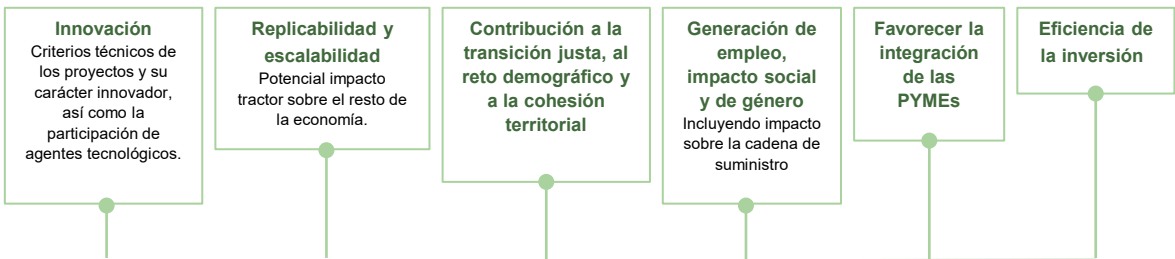 Innovación
Criterios técnicos de
los proyectos y su
carácter innovador,
así como la
participación de
agentes tecnológicos.
Replicabilidad y
escalabilidad
Potencial impacto
tractor sobre el resto de
la economía.
Contribución a la
transición justa, al
reto demográfico y
a la cohesión
territorial
Generación de
empleo,
impacto social
y de género
Incluyendo impacto
sobre la cadena de
suministro
Favorecer la
integración
de las
PYMEs
Eficiencia de
la inversión